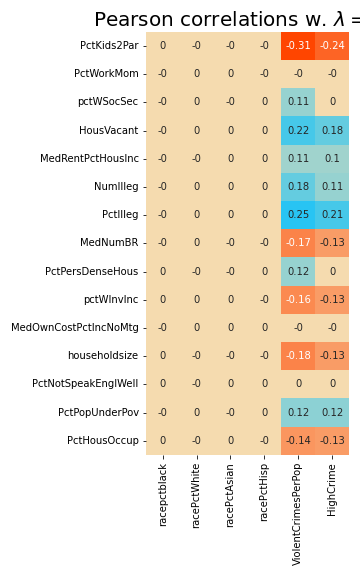 Pearson correlations w. λ =
PctKids2Par 0 -0 -0 -0 -0.31 -0.24
PctWorkMom -0 0 -0 -0 -0 -0
pctWSocSec 0 -0 -0 0 0.11 0
HousVacant -0 -0 0 0 0.22 0.18
MedRentPctHousInc -0 -0 0 0 0.11 0.1
NumIlleg -0 0 -0 0 0.18 0.11
PctIlleg -0 0 -0 0 0.25 0.21
MedNumBR -0 0 -0 -0 -0.17 -0.13
PctPersDenseHous 0 -0 -0 0 0.12 0
pctWInvInc 0 -0 0 -0 -0.16 -0.13
MedOwnCostPctIncNoMtg -0 0 -0 0 -0 -0
householdsize -0 -0 0 0 -0.18 -0.13
PctNotSpeakEnglWell -0 0 -0 0 0 0
PctPopUnderPov -0 0 -0 0 0.12 0.12
PctHousOccup 0 -0 0 -0 -0.14 -0.13
racepctblack
racePctWhite
racePctAsian
racePctHisp
ViolentCrimesPerPop
HighCrime